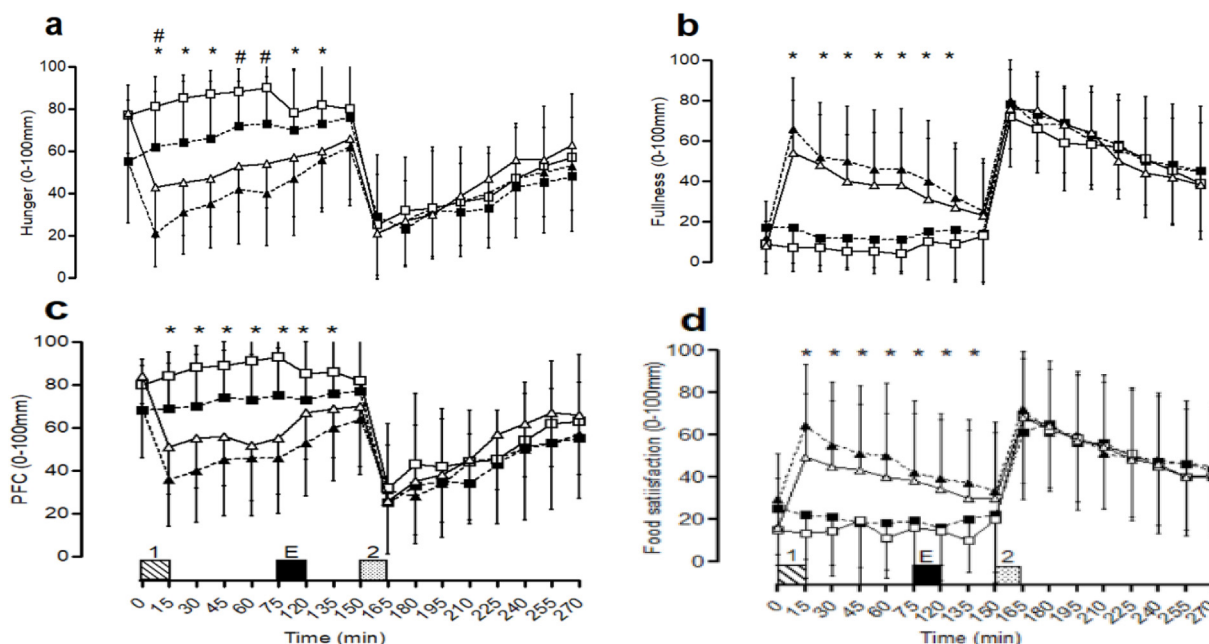 a
#
* * * # # * *
100
80
60
40
20
0
Hunger (0-100mm)
b
* * * * * * *
100
80
60
40
20
0
Fullness (0-100mm)
c
* * * * * * *
100
80
60
40
20
0
PFC (0-100mm)
1 E 2
0 15 30 45 60 75 120 135 150 165 180 195 210 225 240 255 270
Time (min)
d
* * * * * * *
100
80
60
40
20
0
Food satiisfaction (0-100mm)
1 E 2
0 15 30 45 60 75 120 135 150 165 180 195 210 225 240 255 270
Time (min)